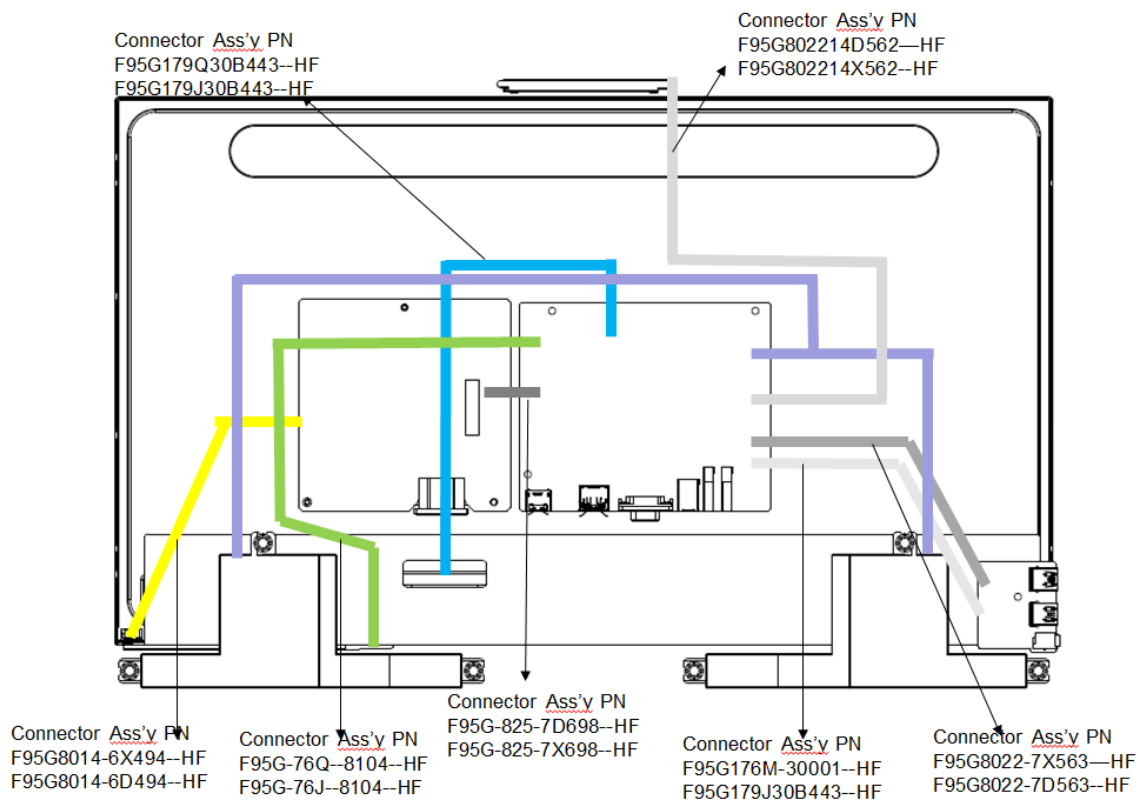 Connector Ass'y PN
F95G179Q30B443--HF
F95G179J30B443--HF
Connector Ass'y PN
F95G802214D562—HF
F95G802214X562--HF
Connector Ass'y PN
F95G8014-6X494--HF
F95G8014-6D494--HF
Connector Ass'y PN
F95G-76Q--8104--HF
F95G-76J--8104--HF
Connector Ass'y PN
F95G-825-7D698--HF
F95G-825-7X698--HF
Connector Ass'y PN
F95G176M-30001--HF
F95G179J30B443--HF
Connector Ass'y PN
F95G8022-7X563—HF
F95G8022-7D563--HF